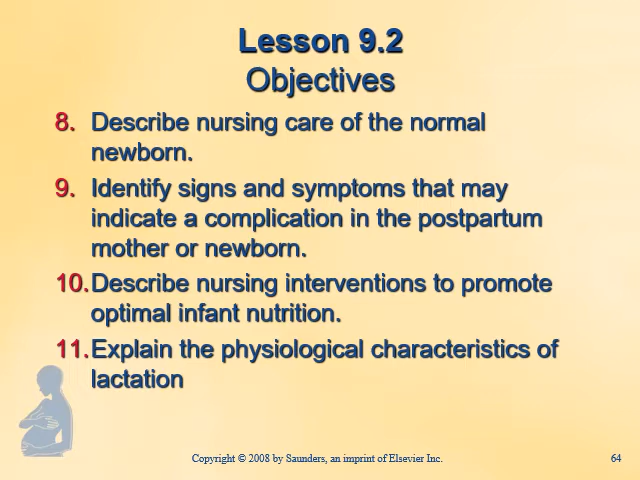 Lesson 9.2
Objectives
8. Describe nursing care of the normal
newborn.
9. Identify signs and symptoms that may
indicate a complication in the postpartum
mother or newborn.
10. Describe nursing interventions to promote
optimal infant nutrition.
11. Explain the physiological characteristics of
lactation
Copyright © 2008 by Saunders, an imprint of Elsevier Inc. 64